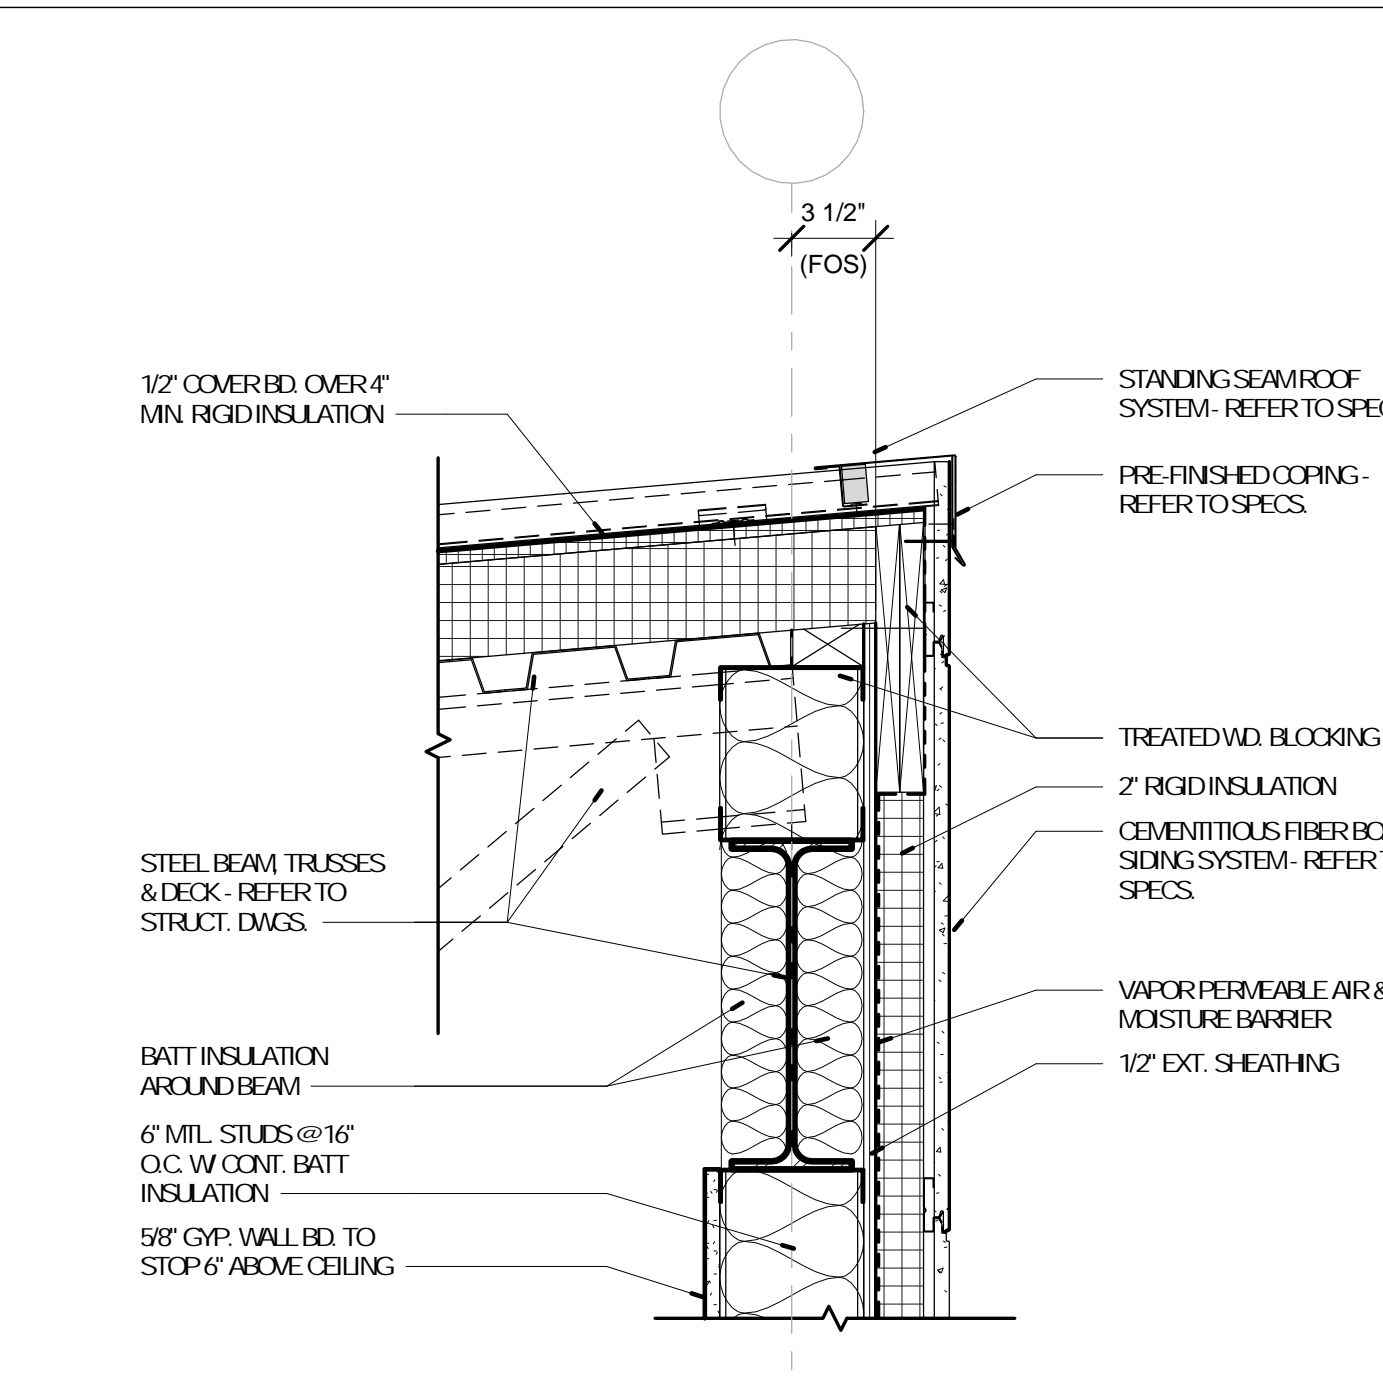 3 1/2"
(FOS)
1/2" COVER BD. OVER 4"
MIN. RIGID INSULATION
STEEL BEAM, TRUSSES
& DECK - REFER TO
STRUCT. DWGS.
BATT INSULATION
AROUND BEAM
6" MTL. STUDS @ 16"
O.C. W/ CONT. BATT
INSULATION
5/8" GYP. WALL BD. TO
STOP 6" ABOVE CEILING
STANDING SEAM ROOF
SYSTEM - REFER TO
PRE-FINISHED COPING -
REFER TO SPECS.
TREATED WD. BLOCKING
2" RIGID INSULATION
CEMENTITIOUS FIBER
SIDING SYSTEM - REFER
SPECS.
VAPOR PERMEABLE AIR &
MOISTURE BARRIER
1/2" EXT. SHEATHING